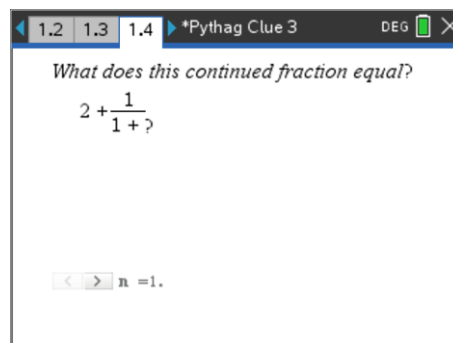 1.2 1.3 1.4 *Pythag Clue 3 DEG
What does this continued fraction equal?
2 + 1
1 + ?
< > n =1.